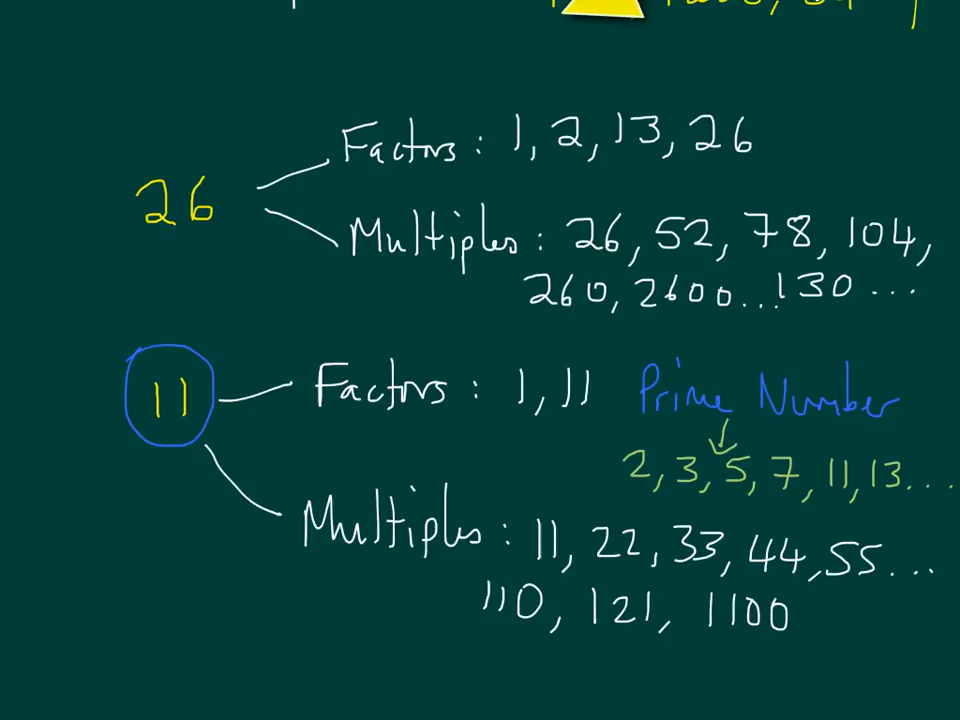 26
Factors : 1, 2, 13, 26
Multiples : 26, 52, 78, 104,
260, 2600...130...
11
Factors : 1, 11 Prime Number
2, 3, 5, 7, 11, 13...
Multiples : 11, 22, 33, 44, 55...
110, 121, 1100